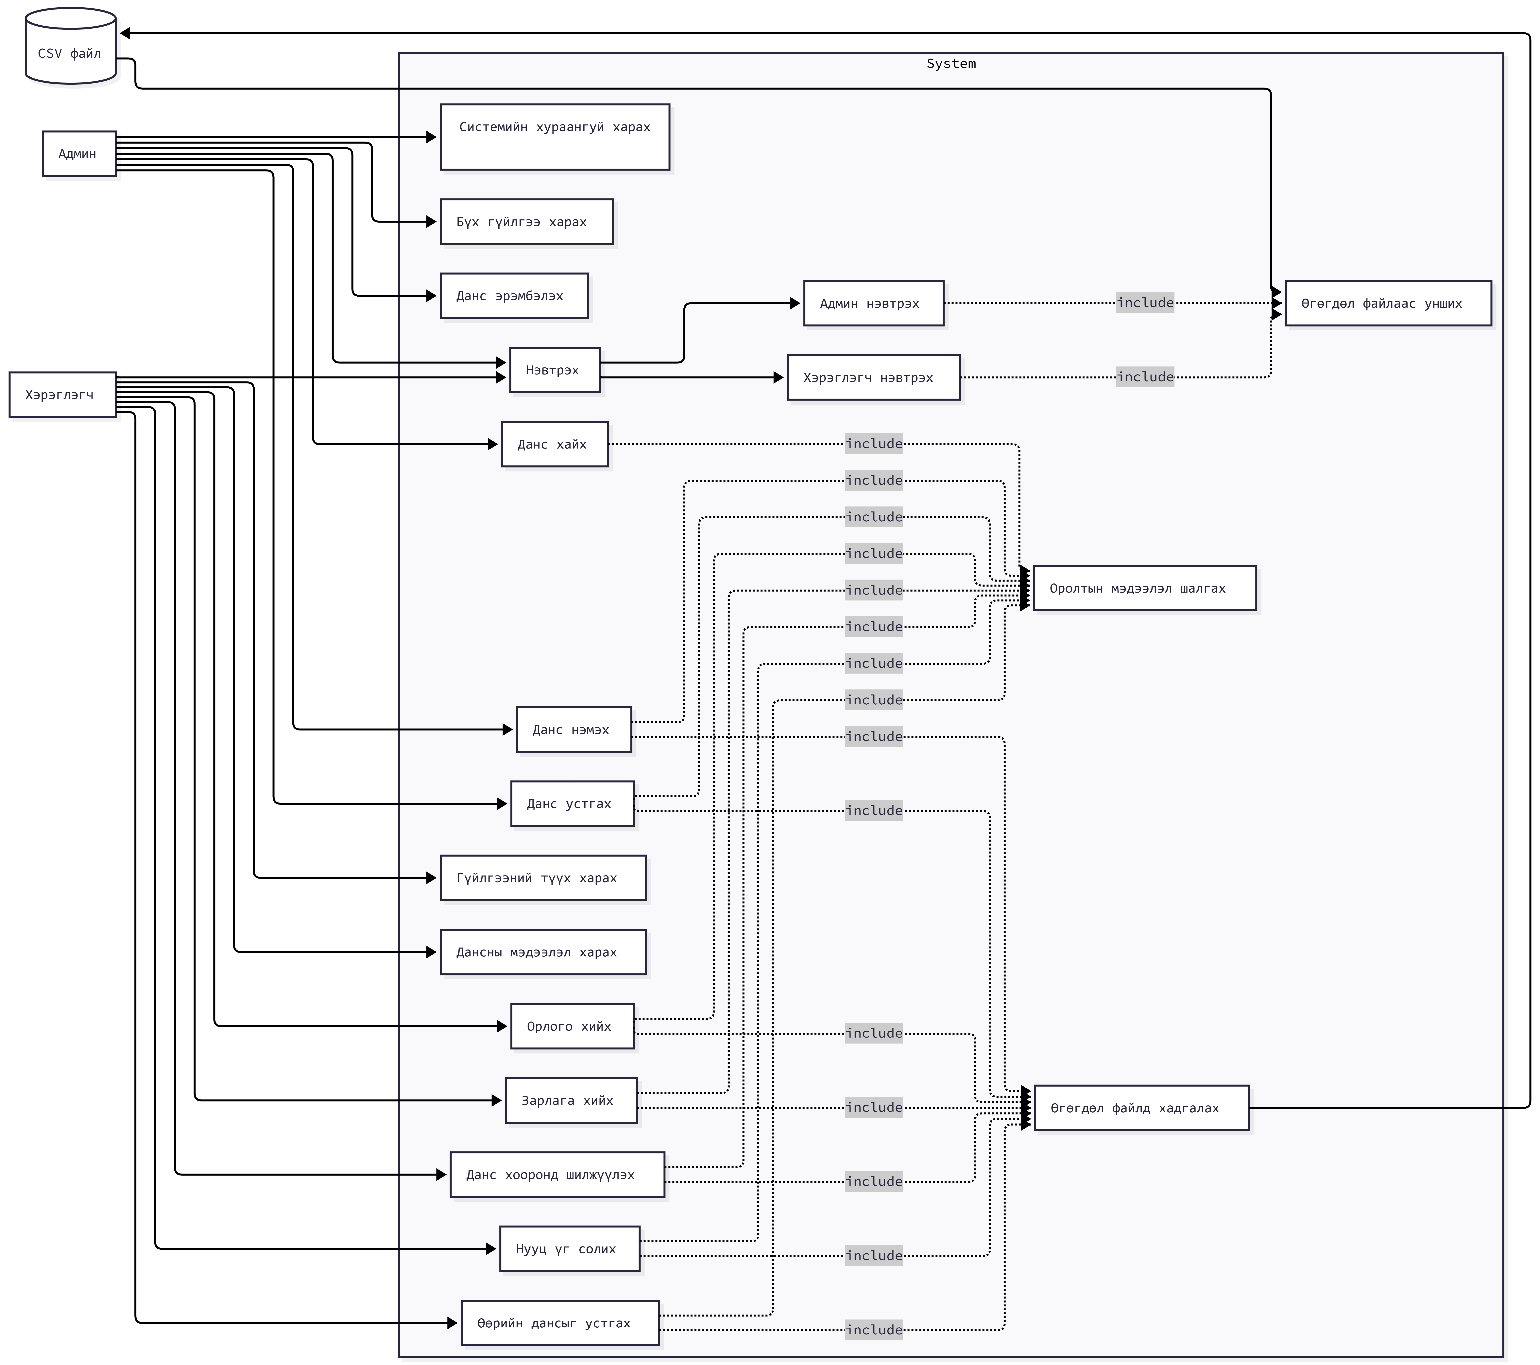 CSV файл
System
Системийн хураангуй харах
Админ
Бүх гүйлгээ харах
Данс эрэмбэлэх
Админ нэвтрэх
include
Өгөгдөл файлаас унших
Нэвтрэх
Хэрэглэгч нэвтрэх
include
Хэрэглэгч
Данс хайх
include
include
include
include
Оролтын мэдээлэл шалгах
include
include
include
include
Данс нэмэх
include
Данс устгах
include
Гүйлгээний түүх харах
Дансны мэдээлэл харах
Орлого хийх
include
Зарлага хийх
include
Өгөгдөл файлд хадгалах
Данс хооронд шилжүүлэх
include
Нууц үг солих
include
Өөрийн дансыг устгах
include